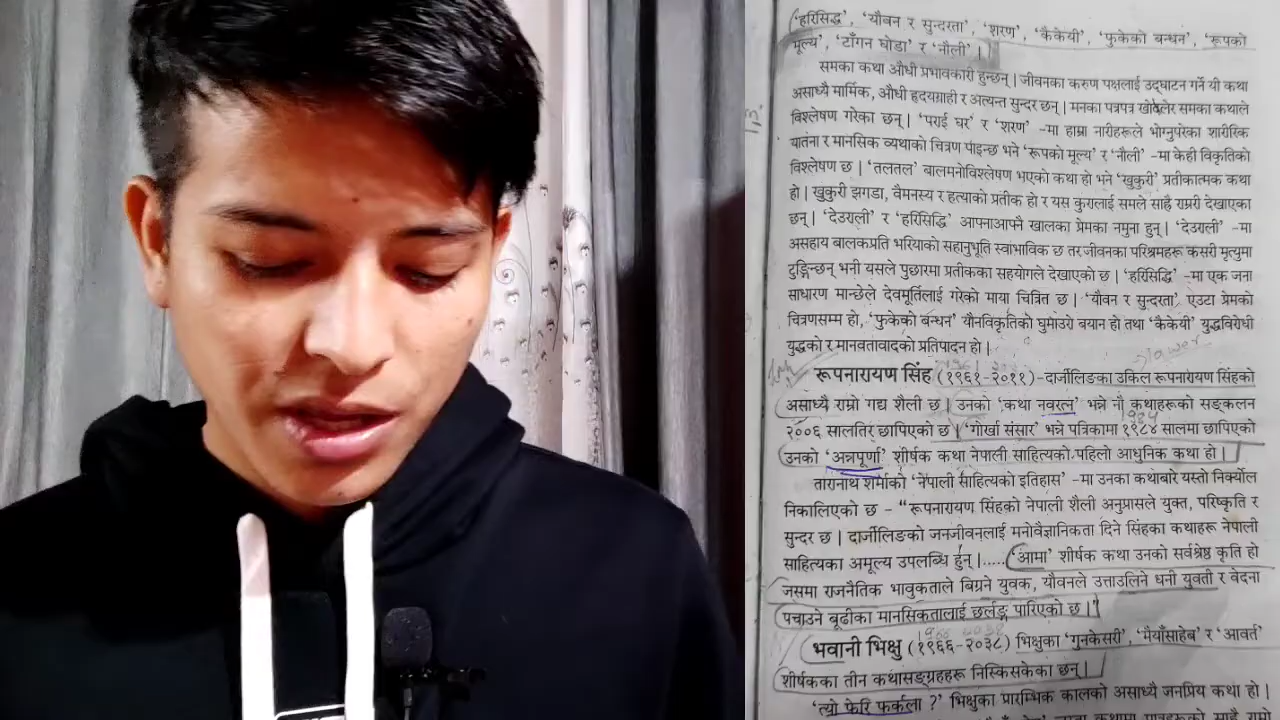 'हरिसिद्धि', 'यौवन र सुन्दरता', 'शरण', 'कैकेयी', 'फुकेको बन्धन', 'रूपको
मूल्य', 'टाँगन घोडा' र 'नौली' ।
समका कथा औधी प्रभावकारी हुन्छन् । जीवनका करुण पक्षलाई उद्घाटन गर्ने यी कथा
असाध्यै मार्मिक, औधी हृदयग्राही र अत्यन्त सुन्दर छन् । मनका पत्रपत्र खोलेर समका कथाले
विश्लेषण गरेका छन् । 'पराई घर' र 'शरण' -मा हाम्रा नारीहरूले भोग्नुपरेका शारीरिक
यातना र मानसिक व्यथाको चित्रण पाइन्छ भने 'रूपको मूल्य' र 'नौली' -मा केही विकृतिको
विश्लेषण छ । 'तलतल' बालमनोविश्लेषण भएको कथा हो भने 'खुकुरी' प्रतीकात्मक कथा
हो । खुकुरी झगडा, वैमनस्य र हत्याको प्रतीक हो र यस कुरालाई समले साह्रै राम्ररी देखाएका
छन् । 'देउराली' र 'हरिसिद्धि' आफ्नाआफ्नै खालका प्रेमका नमुना हुन् । 'देउराली' -मा
असहाय बालकप्रति भरियाको सहानुभूति स्वाभाविक छ तर जीवनका परिश्रमहरू कसरी मृत्युमा
टुङ्गिन्छन् भनी यसले पुछारमा प्रतीकका सहयोगले देखाएको छ । 'हरिसिद्धि' -मा एक जना
साधारण मान्छेले देवमूर्तिलाई गरेको माया चित्रित छ । 'यौवन र सुन्दरता' एउटा प्रेमको
चित्रणसम्म हो, 'फुकेको बन्धन' यौनविकृतिको घुमाउरो बयान हो तथा 'कैकेयी' युद्धविरोधी
युद्धको र मानवतावादको प्रतिपादन हो ।
रूपनारायण सिंह (१९६१-२०११)-दार्जीलिङका उकिल रूपनारायण सिंहको
असाध्यै राम्रो गद्य शैली छ । उनको 'कथा नवरत्न' भन्ने नौ कथाहरूको सङ्कलन
२००६ सालतिर छापिएको छ । 'गोर्खा संसार' भन्ने पत्रिकामा १९८४ सालमा छापिएको
उनको 'अन्नपूर्णा' शीर्षक कथा नेपाली साहित्यको पहिलो आधुनिक कथा हो ।
तारानाथ शर्माको 'नेपाली साहित्यको इतिहास' -मा उनका कथाबारे यस्तो निर्क्योल
निकालिएको छ – "रूपनारायण सिंहको नेपाली शैली अनुप्रासले युक्त, परिष्कृति र
सुन्दर छ । दार्जीलिङको जनजीवनलाई मनोवैज्ञानिकता दिने सिंहका कथाहरू नेपाली
साहित्यका अमूल्य उपलब्धि हुन् ।..... 'आमा' शीर्षक कथा उनको सर्वश्रेष्ठ कृति हो
जसमा राजनैतिक भावुकताले बिग्रने युवक, यौवनले उत्ताउलिने धनी युवती र वेदना
पचाउने बूढीका मानसिकतालाई छर्लङ्ग पारिएको छ ।"
भवानी भिक्षु (१९६६-२०३८) भिक्षुका 'गुनकेसरी', 'मैयाँसाहेब' र 'आवर्त'
शीर्षकका तीन कथासङ्ग्रहहरू निस्किसकेका छन् ।
'त्यो फेरि फर्कला ?' भिक्षुका प्रारम्भिक कालको असाध्यै जनप्रिय कथा हो ।